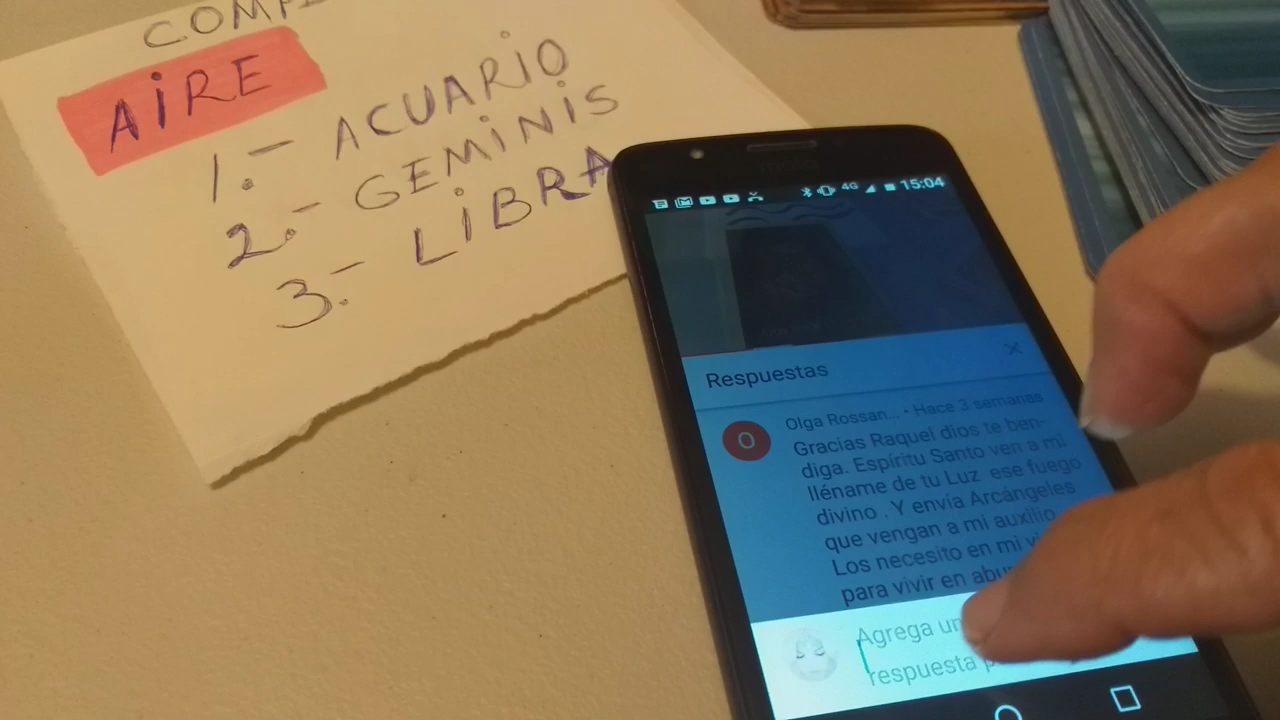 AIRE
1.- ACUARIO
2.- GEMINIS
3.- LIBRA
moto
4G 15:04
Respuestas
O
Olga Rossan... • Hace 3 semanas
Gracias Raquel dios te ben-
diga. Espíritu Santo ven a mi
lléname de tu Luz ese fuego
divino . Y envía Arcángeles
que vengan a mi auxilio
Los necesito en mi
para vivir en
Agrega
respuesta